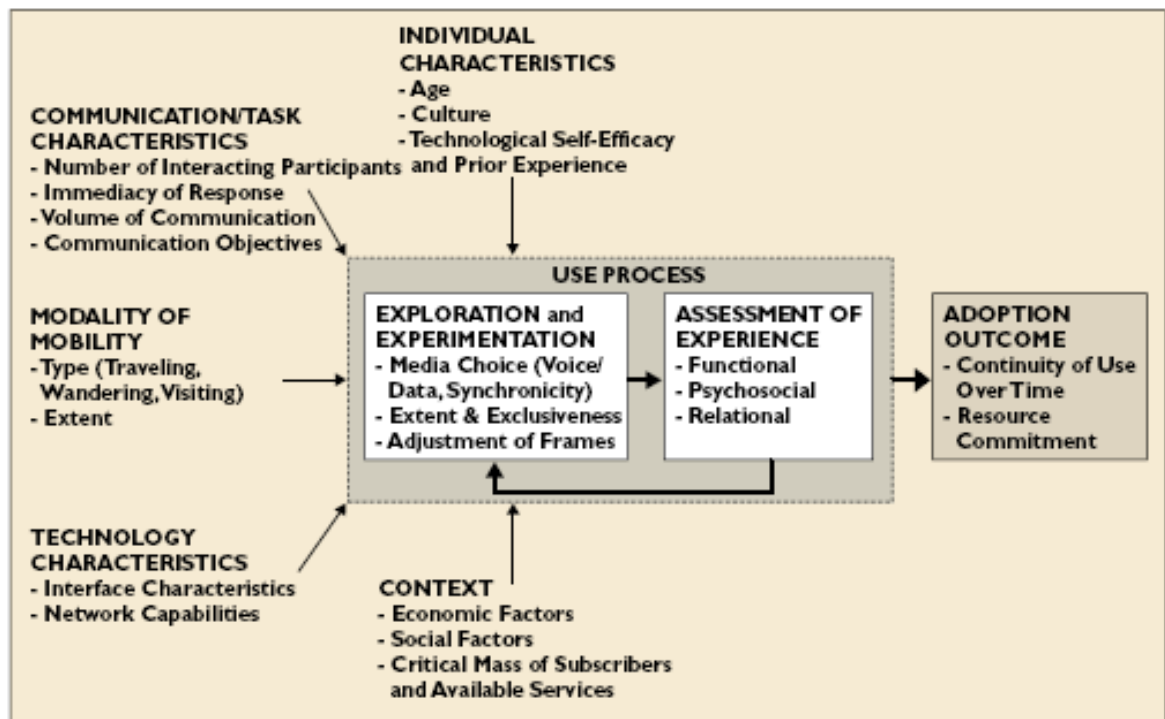 INDIVIDUAL
CHARACTERISTICS
- Age
- Culture
- Technological Self-Efficacy
and Prior Experience
COMMUNICATION/TASK
CHARACTERISTICS
- Number of Interacting Participants
- Immediacy of Response
- Volume of Communication
- Communication Objectives
MODALITY OF
MOBILITY
- Type (Traveling,
Wandering, Visiting)
- Extent
TECHNOLOGY
CHARACTERISTICS
- Interface Characteristics
- Network Capabilities
USE PROCESS
EXPLORATION and
EXPERIMENTATION
- Media Choice (Voice/
Data, Synchronicity)
- Extent & Exclusiveness
- Adjustment of Frames
ASSESSMENT OF
EXPERIENCE
- Functional
- Psychosocial
- Relational
ADOPTION
OUTCOME
- Continuity of Use
Over Time
- Resource
Commitment
CONTEXT
- Economic Factors
- Social Factors
- Critical Mass of Subscribers
and Available Services